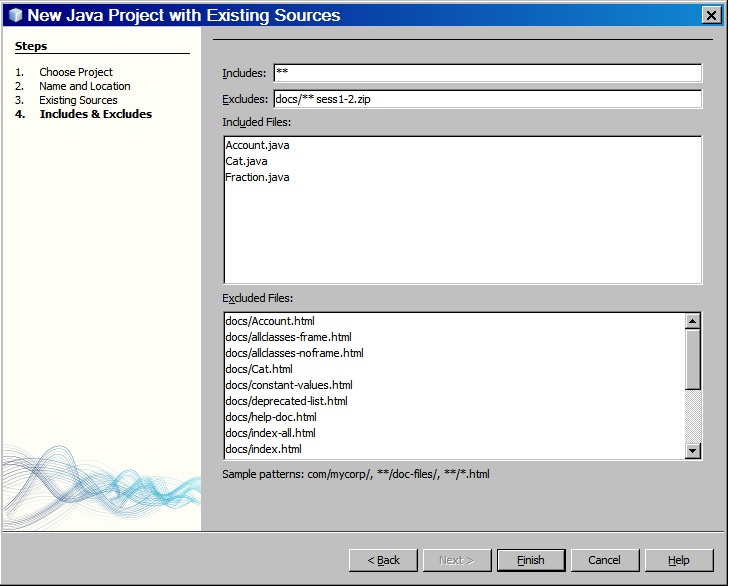 New Java Project with Existing Sources
Steps
1. Choose Project
2. Name and Location
3. Existing Sources
4. Includes & Excludes
Includes: **
Excludes: docs/** sess1-2.zip
Included Files:
Account.java
Cat.java
Fraction.java
Excluded Files:
docs/Account.html
docs/allclasses-frame.html
docs/allclasses-noframe.html
docs/Cat.html
docs/constant-values.html
docs/deprecated-list.html
docs/help-doc.html
docs/index-all.html
docs/index.html
Sample patterns: com/mycorp/, **/doc-files/, **/*.html
< Back Next > Finish Cancel Help